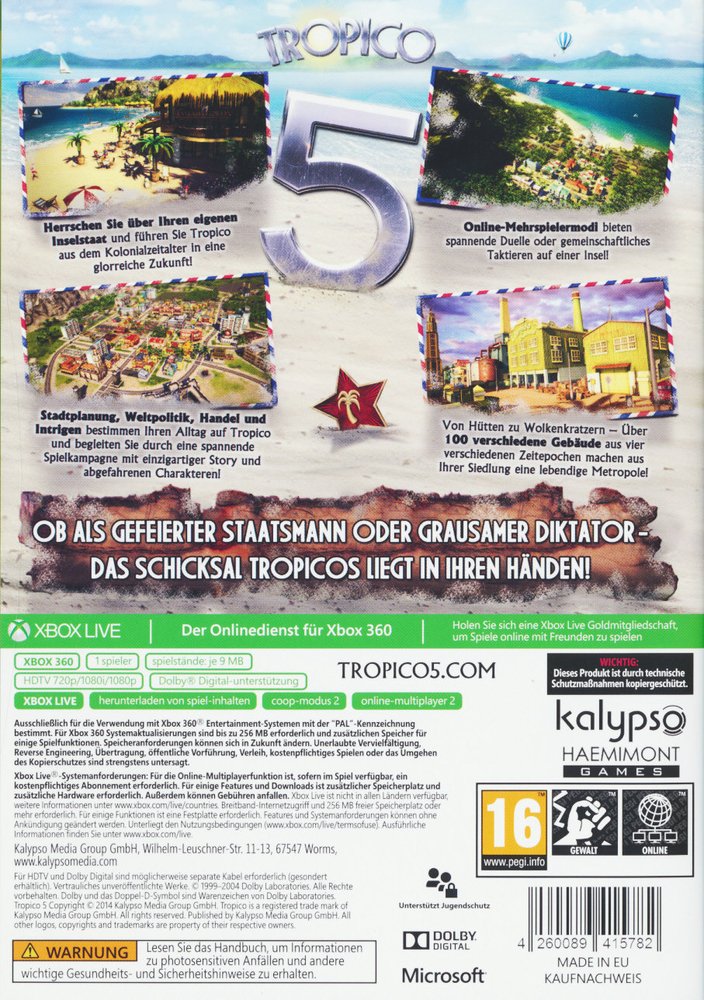 TROPICO
5
Herrschen Sie über Ihren eigenen
Inselstaat und führen Sie Tropico
aus dem Kolonialzeitalter in eine
glorreiche Zukunft!
Online-Mehrspielermodi bieten
spannende Duelle oder gemeinschaftliches
Taktieren auf einer Insel!
Stadtplanung, Weltpolitik, Handel und
Intrigen bestimmen Ihren Alltag auf Tropico
und begleiten Sie durch eine spannende
Spielkampagne mit einzigartiger Story und
abgefahrenen Charakteren!
Von Hütten zu Wolkenkratzern – Über
100 verschiedene Gebäude aus vier
verschiedenen Zeitepochen machen aus
Ihrer Siedlung eine lebendige Metropole!
OB ALS GEFEIERTER STAATSMANN ODER GRAUSAMER DIKTATOR –
DAS SCHICKSAL TROPICOS LIEGT IN IHREN HÄNDEN!
XBOX LIVE
Der Onlinedienst für Xbox 360
Holen Sie sich eine Xbox Live Goldmitgliedschaft,
um Spiele online mit Freunden zu spielen
XBOX 360 1 spieler spielstände: je 9 MB
HDTV 720p/1080i/1080p Dolby® Digital-unterstützung
XBOX LIVE herunterladen von spiel-inhalten coop-modus 2 online-multiplayer 2
TROPICO5.COM
WICHTIG:
Dieses Produkt ist durch technische
Schutzmaßnahmen kopiergeschützt.
Ausschließlich für die Verwendung mit Xbox 360® Entertainment-Systemen mit der "PAL"-Kennzeichnung
bestimmt. Für Xbox 360 Systemaktualisierungen sind bis zu 256 MB erforderlich und zusätzlicher Speicher für
einige Spielfunktionen. Speicheranforderungen können sich in Zukunft ändern. Unerlaubte Vervielfältigung,
Reverse Engineering, Übertragung, öffentliche Vorführung, Verleih, kostenpflichtiges Spielen oder das Umgehen
des Kopierschutzes sind strengstens untersagt.
Xbox Live®-Systemanforderungen: Für die Online-Multiplayerfunktion ist, sofern im Spiel verfügbar, ein
kostenpflichtiges Abonnement erforderlich. Für einige Features und Downloads ist zusätzlicher Speicherplatz und
zusätzliche Hardware erforderlich. Außerdem können Gebühren anfallen. Xbox Live ist nicht in allen Ländern verfügbar,
weitere Informationen unter www.xbox.com/live/countries. Breitband-Internetzugriff und 256 MB freier Speicherplatz oder
mehr erforderlich. Für einige Funktionen ist eine Festplatte erforderlich. Features und Systemanforderungen können ohne
Ankündigung geändert werden. Unterliegt den Nutzungsbedingungen (www.xbox.com/live/termsofuse). Ausführliche
Informationen finden Sie unter www.xbox.com/live.
Kalypso Media Group GmbH, Wilhelm-Leuschner-Str. 11-13, 67547 Worms,
www.kalypsomedia.com
Für HDTV und Dolby Digital sind möglicherweise separate Kabel erforderlich (gesondert
erhältlich). Vertrauliches unveröffentlichte Werke. © 1999–2004 Dolby Laboratories. Alle Rechte
vorbehalten. Dolby und das Doppel-D-Symbol sind Warenzeichen von Dolby Laboratories.
Tropico 5 Copyright © 2014 Kalypso Media Group GmbH. Tropico is a registered trade mark of
Kalypso Media Group GmbH. All rights reserved. Published by Kalypso Media Group GmbH. All
other logos, copyrights and trademarks are property of their respective owners.
WARNUNG
Lesen Sie das Handbuch, um Informationen
zu photosensitiven Anfällen und andere
wichtige Gesundheits- und Sicherheitshinweise zu erhalten.
kalypso
HAEMIMONT
GAMES
16
www.pegi.info
GEWALT
ONLINE
Unterstützt Jugendschutz
DOLBY
DIGITAL
Microsoft
4 260089 415782
MADE IN EU
KAUFNACHWEIS